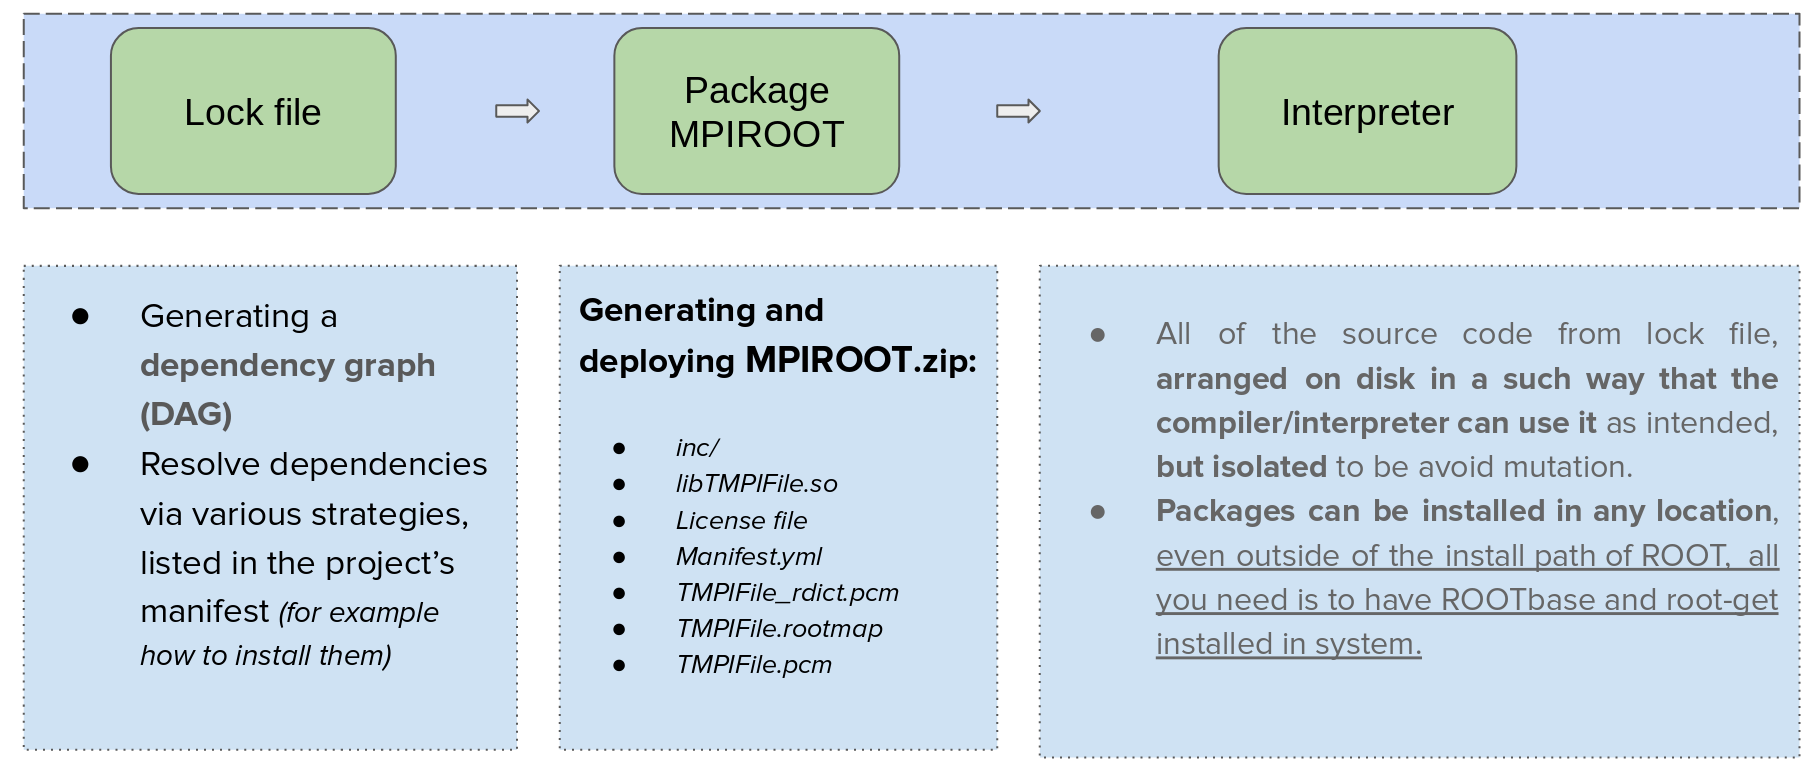 Lock file
Package
MPIROOT
Interpreter
● Generating a
dependency graph
(DAG)
● Resolve dependencies
via various strategies,
listed in the project’s
manifest (for example
how to install them)
Generating and
deploying MPIROOT.zip:
● inc/
● libTMPIFile.so
● License file
● Manifest.yml
● TMPIFile_rdict.pcm
● TMPIFile.rootmap
● TMPIFile.pcm
● All of the source code from lock file,
arranged on disk in a such way that the
compiler/interpreter can use it as intended,
but isolated to be avoid mutation.
● Packages can be installed in any location,
even outside of the install path of ROOT, all
you need is to have ROOTbase and root-get
installed in system.